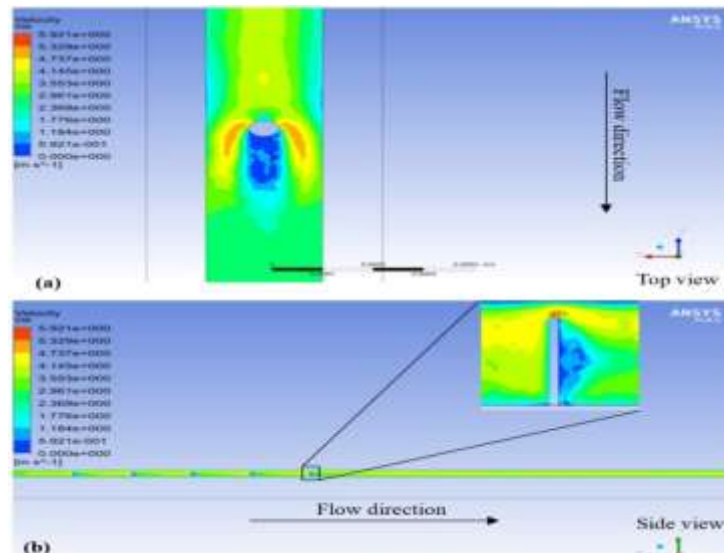 Velocity
5.921e+000
5.329e+000
4.737e+000
4.145e+000
3.553e+000
2.961e+000
2.369e+000
1.776e+000
1.184e+000
5.921e-001
0.000e+000
[m s^-1]
ANSYS
Flow direction
(a)
Top view
Velocity
5.921e+000
5.329e+000
4.737e+000
4.145e+000
3.553e+000
2.961e+000
2.369e+000
1.776e+000
1.184e+000
5.921e-001
0.000e+000
[m s^-1]
ANSYS
Flow direction
Side view
(b)